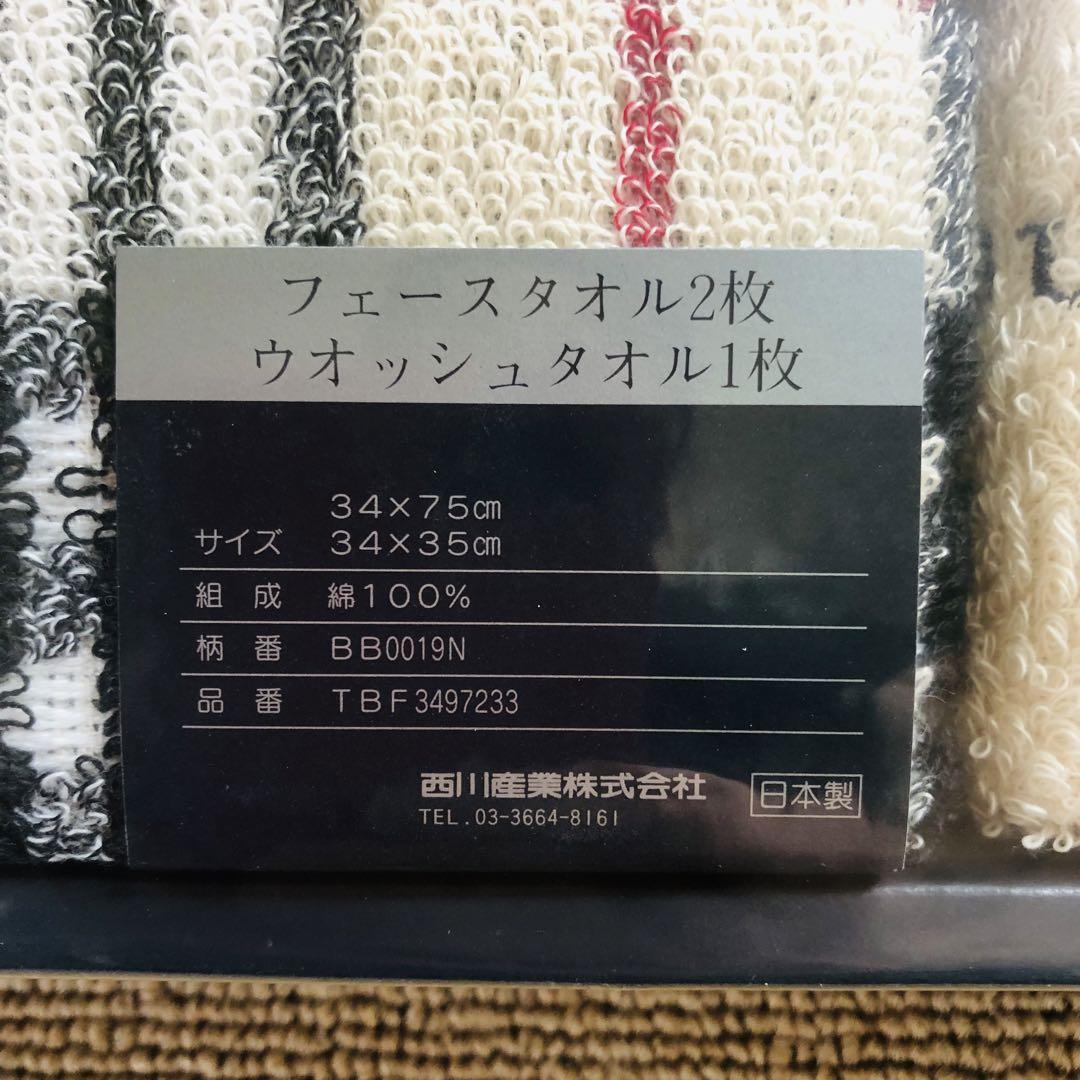 フェースタオル2枚
ウオッシュタオル1枚
34×75㎝
サイズ 34×35㎝
組成 綿100%
柄番 BB0019N
品番 TBF3497233
西川産業株式会社 日本製
TEL.03-3664-8161